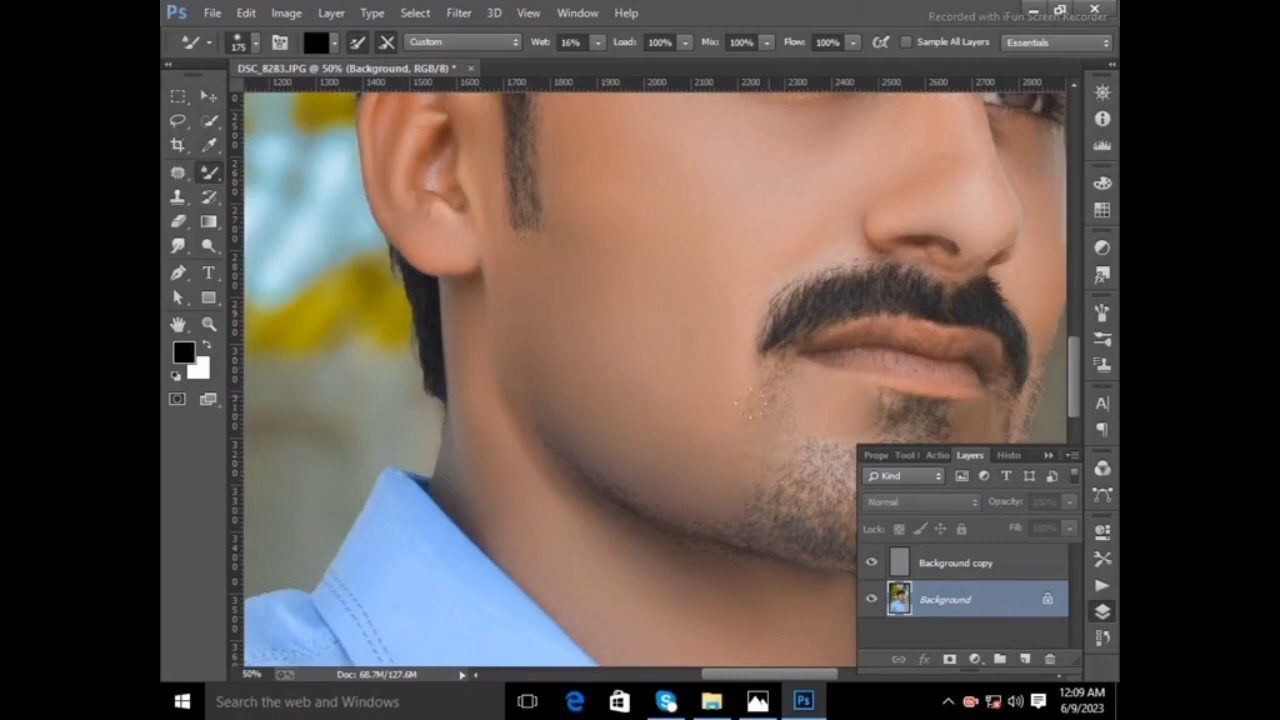 Ps File Edit Image Layer Type Select Filter 3D View Window Help
Recorded with iFun Screen Recorder
175 Custom Wet: 16% Load: 100% Mix: 100% Flow: 100% Sample All Layers Essentials
DSC_8283.JPG @ 50% (Background, RGB/8) * ×
1200 1300 1400 1500 1600 1700 1800 1900 2000 2100 2200 2300 2400 2500 2600 2700 2800
Prope Tool Actio Layers Histo
Kind
Normal Opacity: 100%
Lock: Fill: 100%
Background copy
Background
50% Doc: 68.7M/127.6M
Search the web and Windows
12:09 AM
6/9/2023